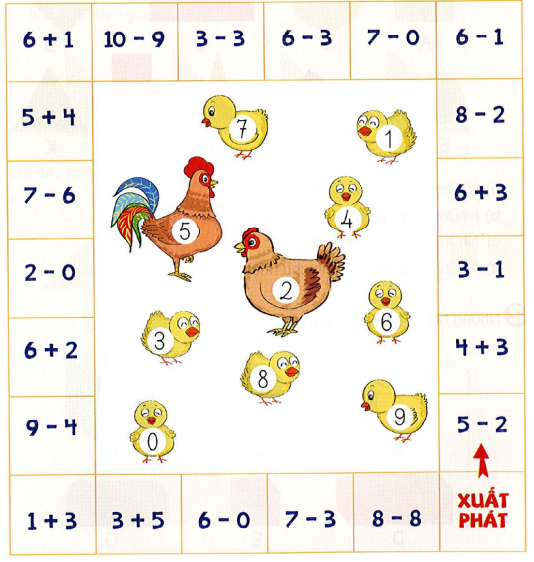 6 + 1 10 - 9 3 - 3 6 - 3 7 - 0 6 - 1
5 + 4 7 1 8 - 2
7 - 6 5 4 6 + 3
2 - 0 2 3 - 1
6 + 2 3 8 6 4 + 3
9 - 4 0 9 5 - 2
1 + 3 3 + 5 6 - 0 7 - 3 8 - 8 XUẤT
PHÁT